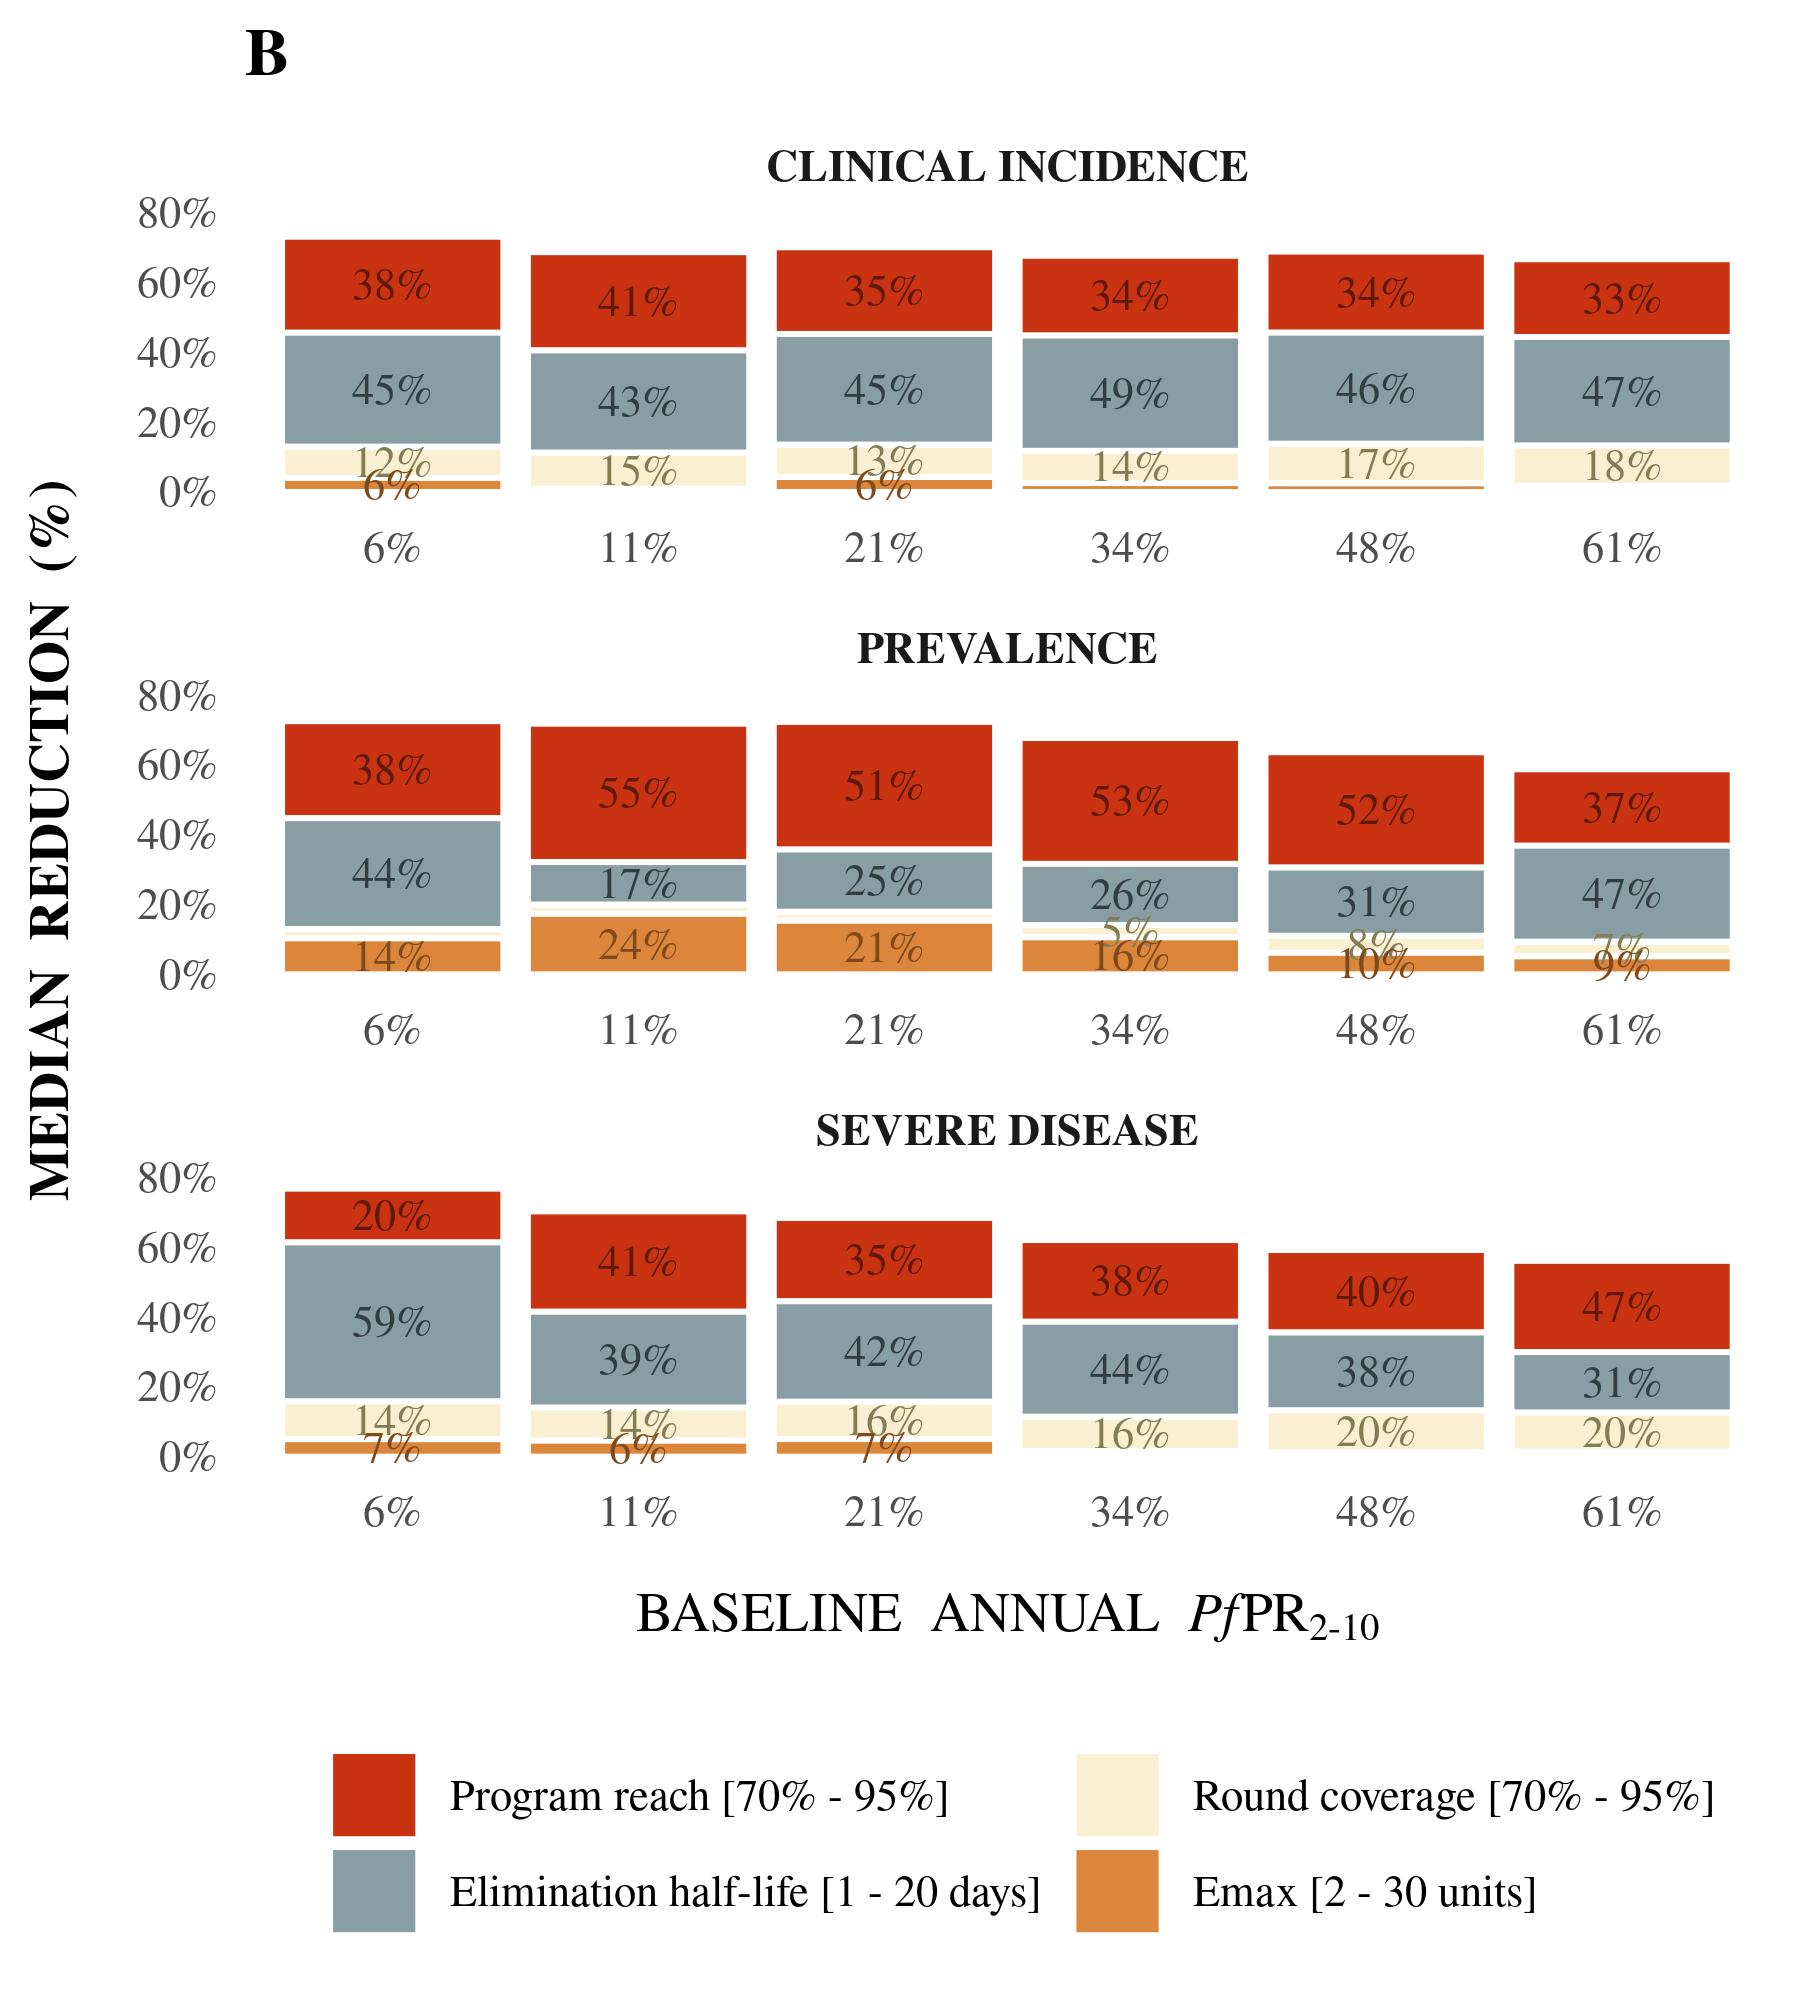 B
CLINICAL INCIDENCE
80%
60%
40%
20%
0%
38% 41% 35% 34% 34% 33%
45% 43% 45% 49% 46% 47%
12% 15% 13% 14% 17% 18%
6% 6%
6% 11% 21% 34% 48% 61%
MEDIAN REDUCTION (%)
PREVALENCE
80%
60%
40%
20%
0%
38% 55% 51% 53% 52% 37%
44% 17% 25% 26% 31% 47%
5% 8% 7%
14% 24% 21% 16% 10% 9%
6% 11% 21% 34% 48% 61%
SEVERE DISEASE
80%
60%
40%
20%
0%
20% 41% 35% 38% 40% 47%
59% 39% 42% 44% 38% 31%
14% 14% 16% 16% 20% 20%
7% 6% 7%
6% 11% 21% 34% 48% 61%
BASELINE ANNUAL PfPR2-10
Program reach [70% - 95%]
Round coverage [70% - 95%]
Elimination half-life [1 - 20 days]
Emax [2 - 30 units]